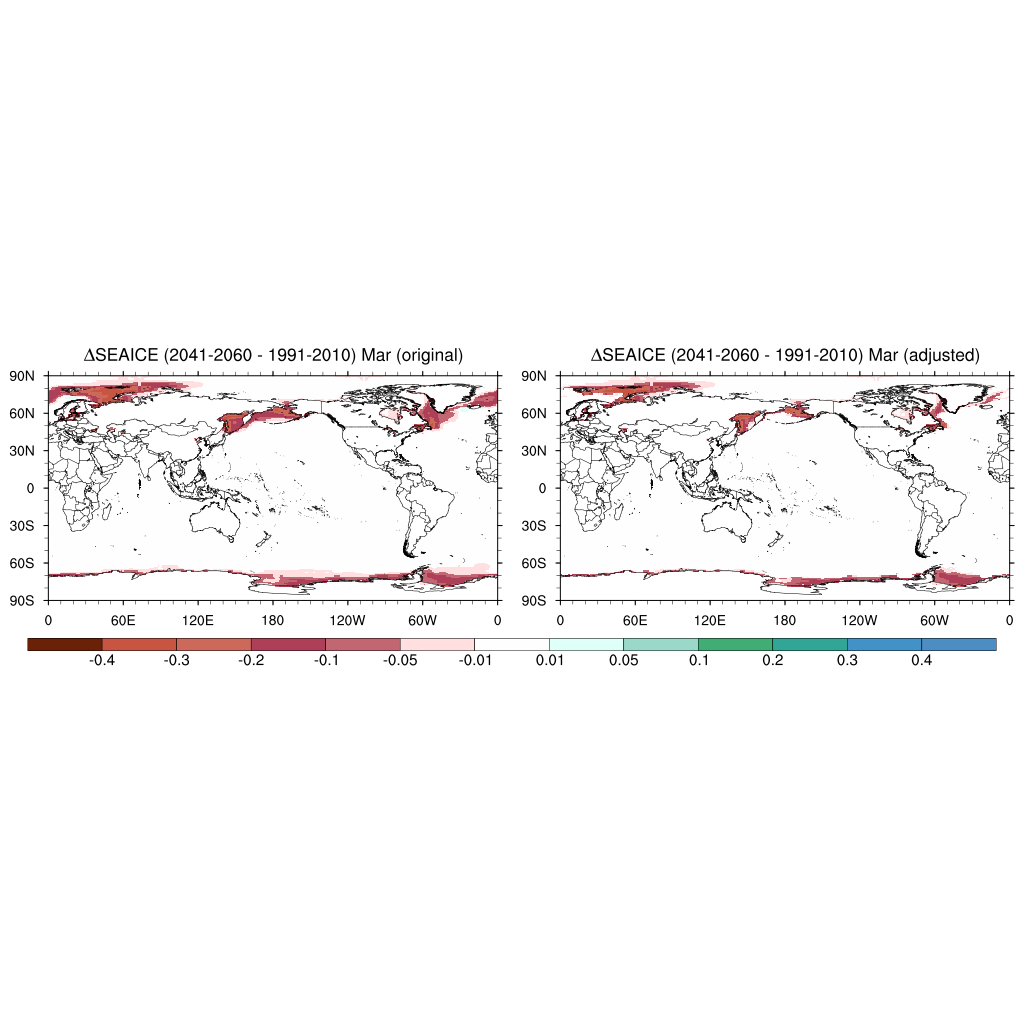 ΔSEAICE (2041-2060 - 1991-2010) Mar (original)
90N
60N
30N
0
30S
60S
90S
0 60E 120E 180 120W 60W 0
ΔSEAICE (2041-2060 - 1991-2010) Mar (adjusted)
90N
60N
30N
0
30S
60S
90S
0 60E 120E 180 120W 60W 0
-0.4 -0.3 -0.2 -0.1 -0.05 -0.01 0.01 0.05 0.1 0.2 0.3 0.4